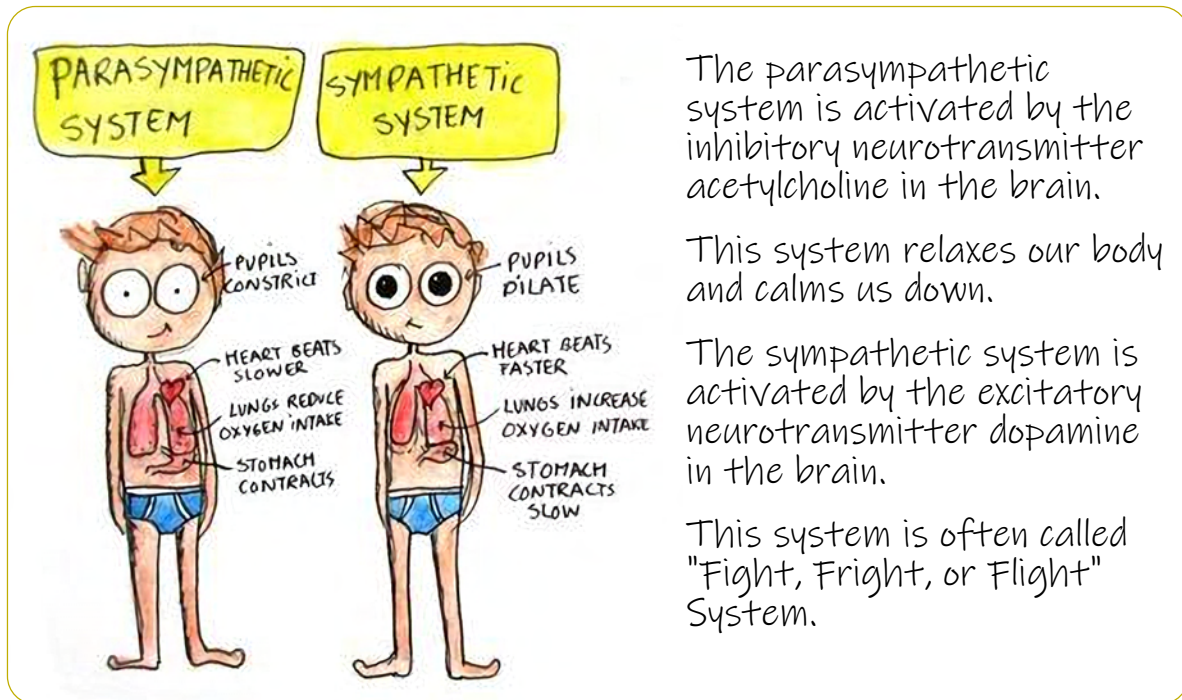 PARASYMPATHETIC
SYSTEM
SYMPATHETIC
SYSTEM
PUPILS
CONSTRICT
HEART BEATS
SLOWER
LUNGS REDUCE
OXYGEN INTAKE
STOMACH
CONTRACTS
PUPILS
DILATE
HEART BEATS
FASTER
LUNGS INCREASE
OXYGEN INTAKE
STOMACH
CONTRACTS
SLOW
The parasympathetic
system is activated by the
inhibitory neurotransmitter
acetylcholine in the brain.
This system relaxes our body
and calms us down.
The sympathetic system is
activated by the excitatory
neurotransmitter dopamine
in the brain.
This system is often called
"Fight, Fright, or Flight"
System.